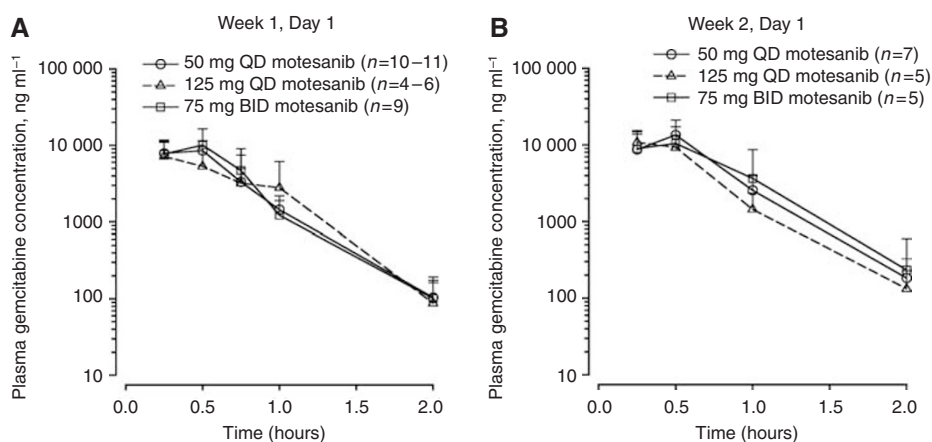 A
Week 1, Day 1
50 mg QD motesanib (n=10–11)
125 mg QD motesanib (n=4–6)
75 mg BID motesanib (n=9)
Plasma gemcitabine concentration, ng ml⁻¹
100 000
10 000
1000
100
10
0.0 0.5 1.0 1.5 2.0
Time (hours)
B
Week 2, Day 1
50 mg QD motesanib (n=7)
125 mg QD motesanib (n=5)
75 mg BID motesanib (n=5)
Plasma gemcitabine concentration, ng ml⁻¹
100 000
10 000
1000
100
10
0.0 0.5 1.0 1.5 2.0
Time (hours)